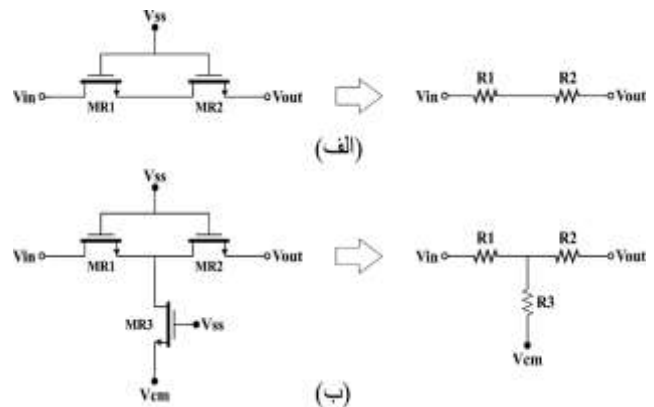 Vss
Vin MR1 MR2 Vout Vin R1 R2 Vout
(الف)
Vss
Vin MR1 MR2 Vout Vin R1 R2 Vout
MR3 Vss R3
Vcm Vcm
(ب)